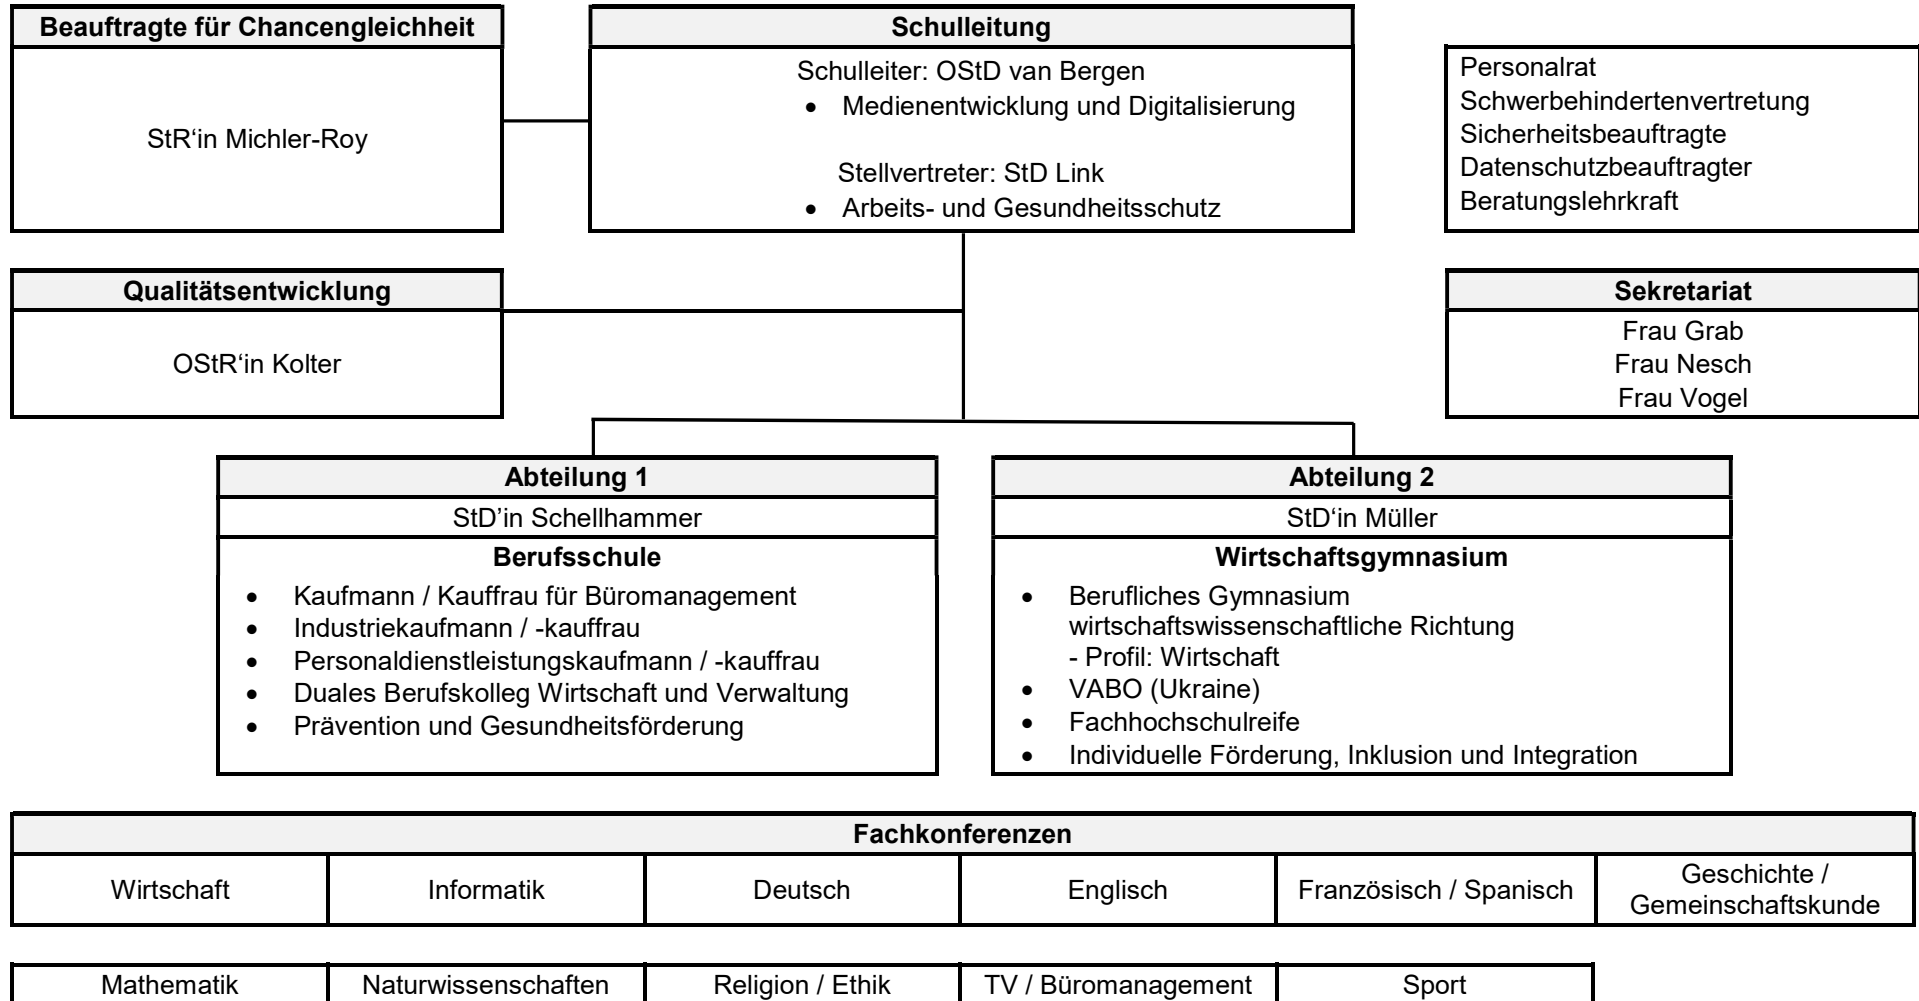 Beauftragte für Chancengleichheit
StR‘in Michler-Roy
Schulleitung
Schulleiter: OStD van Bergen
• Medienentwicklung und Digitalisierung
Stellvertreter: StD Link
• Arbeits- und Gesundheitsschutz
Personalrat
Schwerbehindertenvertretung
Sicherheitsbeauftragte
Datenschutzbeauftragter
Beratungslehrkraft
Qualitätsentwicklung
OStR‘in Kolter
Sekretariat
Frau Grab
Frau Nesch
Frau Vogel
Abteilung 1
StD’in Schellhammer
Berufsschule
• Kaufmann / Kauffrau für Büromanagement
• Industriekaufmann / -kauffrau
• Personaldienstleistungskaufmann / -kauffrau
• Duales Berufskolleg Wirtschaft und Verwaltung
• Prävention und Gesundheitsförderung
Abteilung 2
StD‘in Müller
Wirtschaftsgymnasium
• Berufliches Gymnasium
wirtschaftswissenschaftliche Richtung
- Profil: Wirtschaft
• VABO (Ukraine)
• Fachhochschulreife
• Individuelle Förderung, Inklusion und Integration
Fachkonferenzen
Wirtschaft
Informatik
Deutsch
Englisch
Französisch / Spanisch
Geschichte /
Gemeinschaftskunde
Mathematik
Naturwissenschaften
Religion / Ethik
TV / Büromanagement
Sport